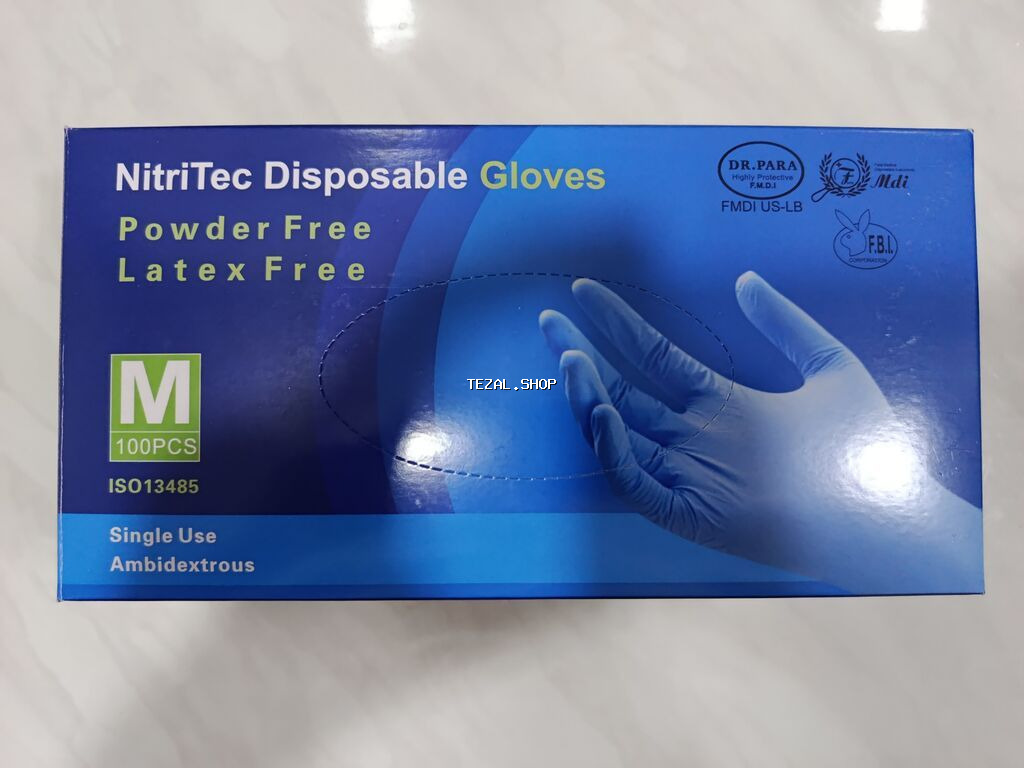 NitriTec Disposable Gloves
Powder Free
Latex Free
DR.PARA
Highly Protective
F.M.D.I
FMDI US-LB
Mdi
F.B.I.
CORPORATION
TEZAL.SHOP
M
100PCS
ISO13485
Single Use
Ambidextrous